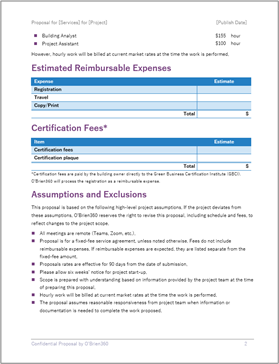 Proposal for [Services] for [Project] [Publish Date]
■ Building Analyst $155 hour
■ Project Assistant $100 hour
However, hourly work will be billed at current market rates at the time the work is performed.
Estimated Reimbursable Expenses
Expense Estimate
Registration
Travel
Copy/Print
Total $
Certification Fees*
Item Estimate
Certification fees
Certification plaque
Total $
*Certification fees are paid by the building owner directly to the Green Business Certification Institute (GBCI).
O'Brien360 will process the registration as a reimbursable expense.
Assumptions and Exclusions
This proposal is based on the following high-level project assumptions. If the project deviates from
these assumptions, O'Brien360 reserves the right to revise this proposal, including schedule and fees, to
reflect changes to the project scope.
■ All meetings are remote (Teams, Zoom, etc.).
■ Proposal is for a fixed-fee service agreement, unless noted otherwise. Fees do not include
reimbursable expenses. If reimbursable expenses are expected, they are listed separate from the
fixed-fee amount.
■ Proposal rates are effective for 90 days from the date of submission.
■ Please allow six weeks' notice for project start-up.
■ Scope is prepared with understanding based on information provided by the project team at the time
of preparing this proposal.
■ Hourly work will be billed at current market rates at the time the work is performed.
■ The proposal assumes reasonable responsiveness from project team when information or
documentation is needed to complete the work proposed.
Confidential Proposal by O'Brien360 2